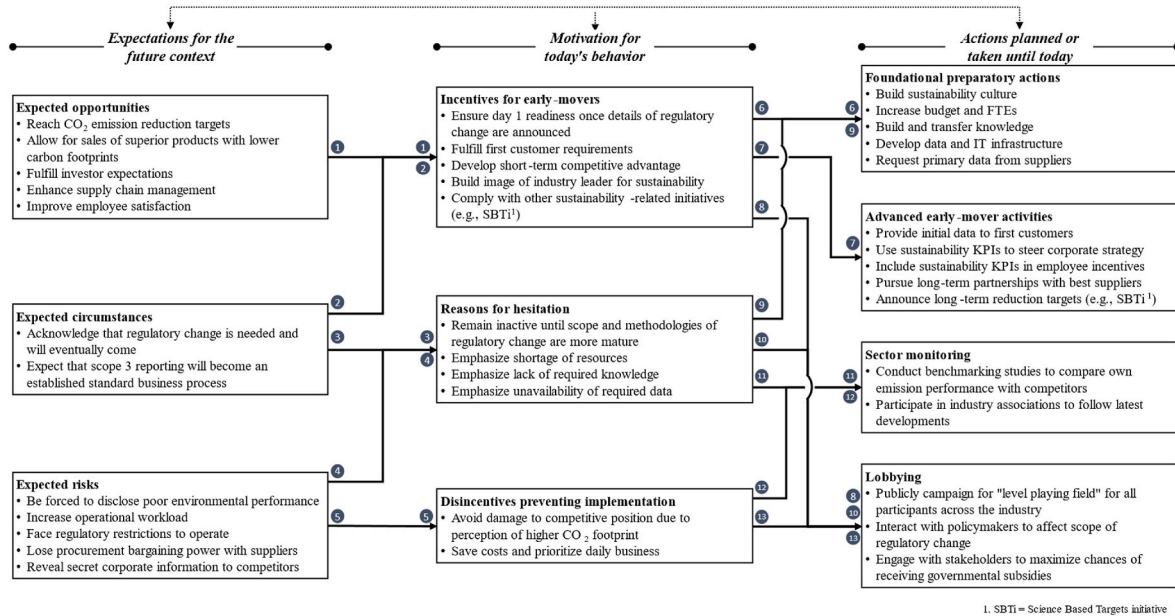 Expectations for the
future context
Motivation for
today's behavior
Actions planned or
taken until today
Expected opportunities
• Reach CO2 emission reduction targets
• Allow for sales of superior products with lower
carbon footprints
• Fulfill investor expectations
• Enhance supply chain management
• Improve employee satisfaction
1
2
Expected circumstances
• Acknowledge that regulatory change is needed and
will eventually come
• Expect that scope 3 reporting will become an
established standard business process
3
4
Expected risks
• Be forced to disclose poor environmental performance
• Increase operational workload
• Face regulatory restrictions to operate
• Lose procurement bargaining power with suppliers
• Reveal secret corporate information to competitors
5
1
2
Incentives for early-movers
• Ensure day 1 readiness once details of regulatory
change are announced
• Fulfill first customer requirements
• Develop short-term competitive advantage
• Build image of industry leader for sustainability
• Comply with other sustainability -related initiatives
(e.g., SBTi1)
6
7
8
3
4
Reasons for hesitation
• Remain inactive until scope and methodologies of
regulatory change are more mature
• Emphasize shortage of resources
• Emphasize lack of required knowledge
• Emphasize unavailability of required data
9
10
11
5
Disincentives preventing implementation
• Avoid damage to competitive position due to
perception of higher CO2 footprint
• Save costs and prioritize daily business
12
13
6
9
Foundational preparatory actions
• Build sustainability culture
• Increase budget and FTEs
• Build and transfer knowledge
• Develop data and IT infrastructure
• Request primary data from suppliers
7
Advanced early-mover activities
• Provide initial data to first customers
• Use sustainability KPIs to steer corporate strategy
• Include sustainability KPIs in employee incentives
• Pursue long-term partnerships with best suppliers
• Announce long-term reduction targets (e.g., SBTi1)
11
12
Sector monitoring
• Conduct benchmarking studies to compare own
emission performance with competitors
• Participate in industry associations to follow latest
developments
8
10
13
Lobbying
• Publicly campaign for "level playing field" for all
participants across the industry
• Interact with policymakers to affect scope of
regulatory change
• Engage with stakeholders to maximize chances of
receiving governmental subsidies
1. SBTi = Science Based Targets initiative